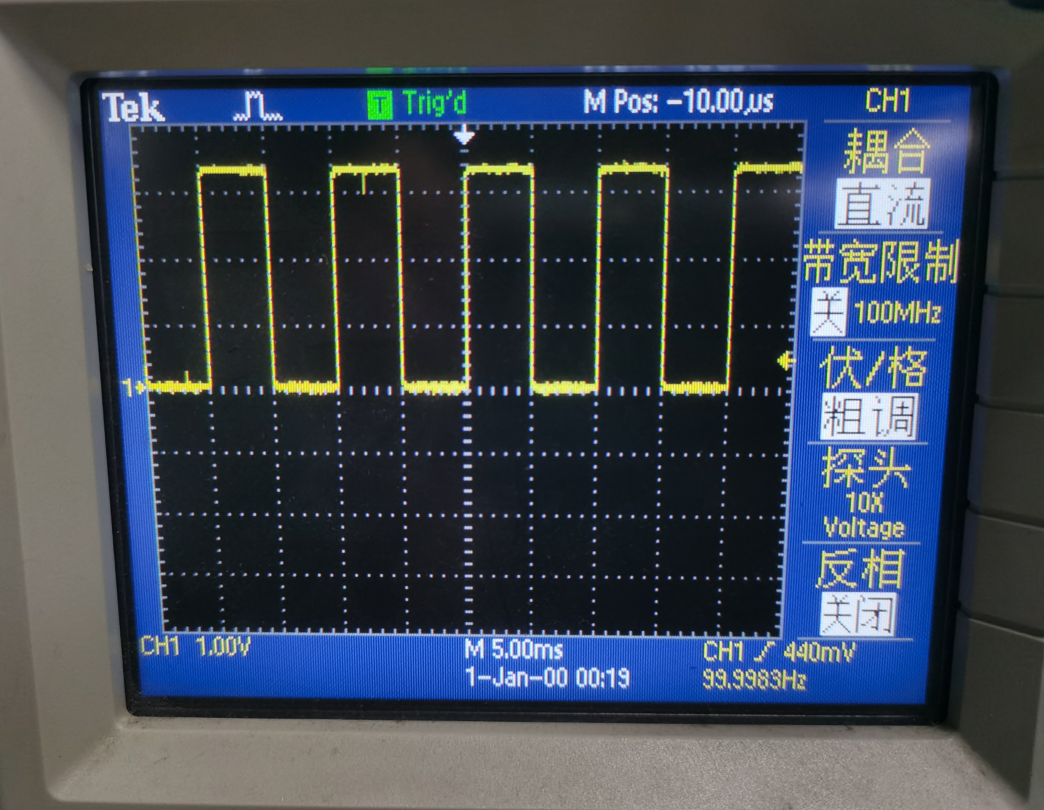 Tek
T Trig'd
M Pos: -10.00µs
CH1
耦合
直流
带宽限制
关 100MHz
伏/格
粗调
探头
10X
Voltage
反相
关闭
1
CH1 1.00V
M 5.00ms
CH1 440mV
1-Jan-00 00:19
99.9983Hz